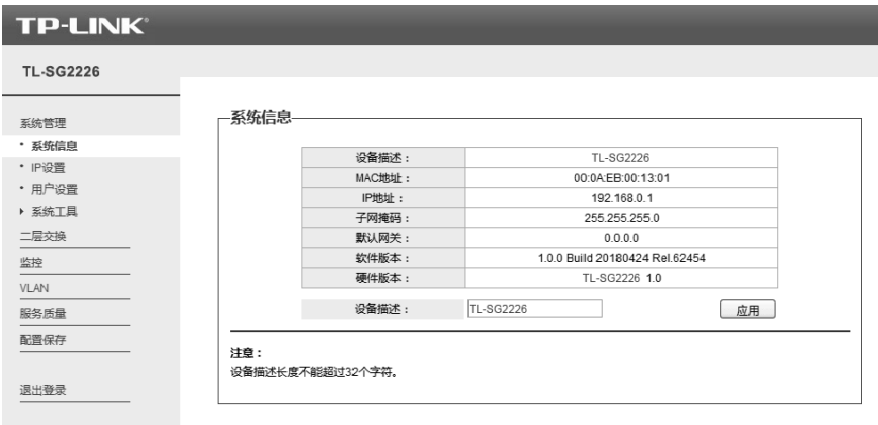 TP-LINK®
TL-SG2226
系统管理
• 系统信息
• IP设置
• 用户设置
▸ 系统工具
二层交换
监控
VLAN
服务质量
配置保存
退出登录
系统信息
设备描述： TL-SG2226
MAC地址： 00:0A:EB:00:13:01
IP地址： 192.168.0.1
子网掩码： 255.255.255.0
默认网关： 0.0.0.0
软件版本： 1.0.0 Build 20180424 Rel.62454
硬件版本： TL-SG2226 1.0
设备描述： TL-SG2226 应用
注意：
设备描述长度不能超过32个字符。